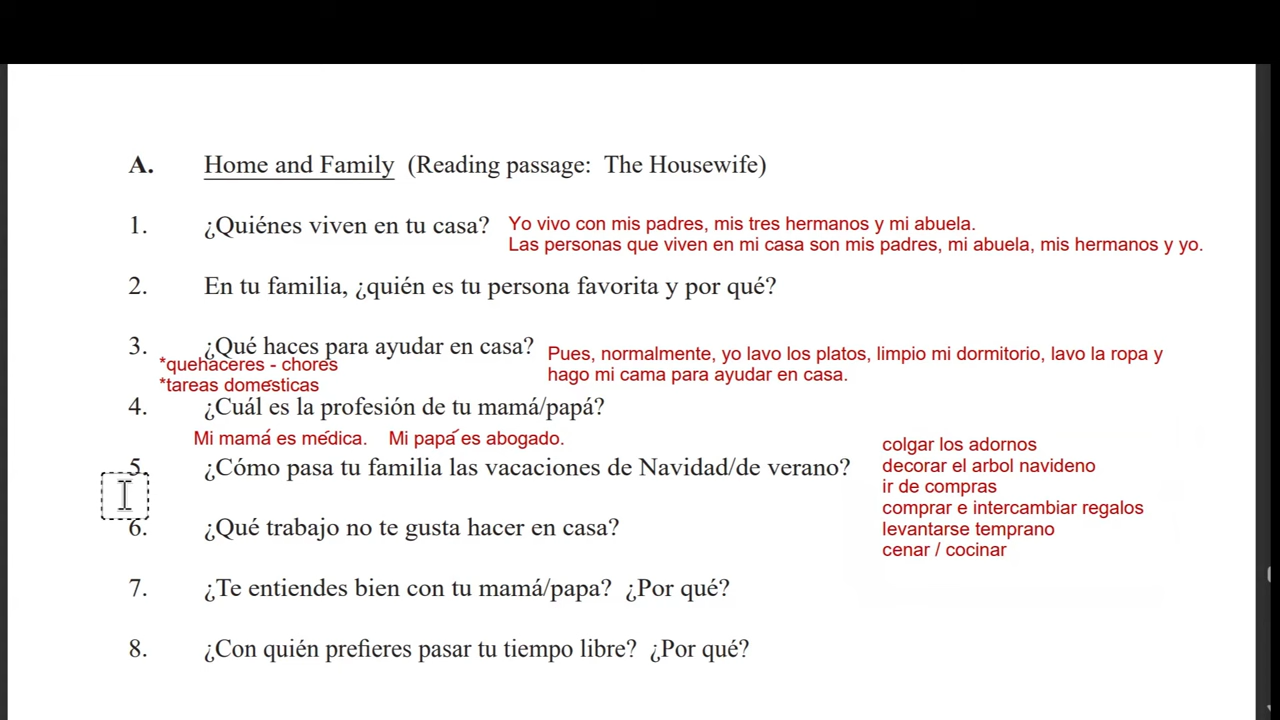 A. Home and Family (Reading passage: The Housewife)
1. ¿Quiénes viven en tu casa? Yo vivo con mis padres, mis tres hermanos y mi abuela.
Las personas que viven en mi casa son mis padres, mi abuela, mis hermanos y yo.
2. En tu familia, ¿quién es tu persona favorita y por qué?
3. ¿Qué haces para ayudar en casa? Pues, normalmente, yo lavo los platos, limpio mi dormitorio, lavo la ropa y
hago mi cama para ayudar en casa.
*quehaceres - chores
*tareas domésticas
4. ¿Cuál es la profesión de tu mamá/papá?
Mi mamá es médica. Mi papá es abogado.
5. ¿Cómo pasa tu familia las vacaciones de Navidad/de verano?
colgar los adornos
decorar el arbol navideno
ir de compras
comprar e intercambiar regalos
levantarse temprano
cenar / cocinar
6. ¿Qué trabajo no te gusta hacer en casa?
7. ¿Te entiendes bien con tu mamá/papa? ¿Por qué?
8. ¿Con quién prefieres pasar tu tiempo libre? ¿Por qué?